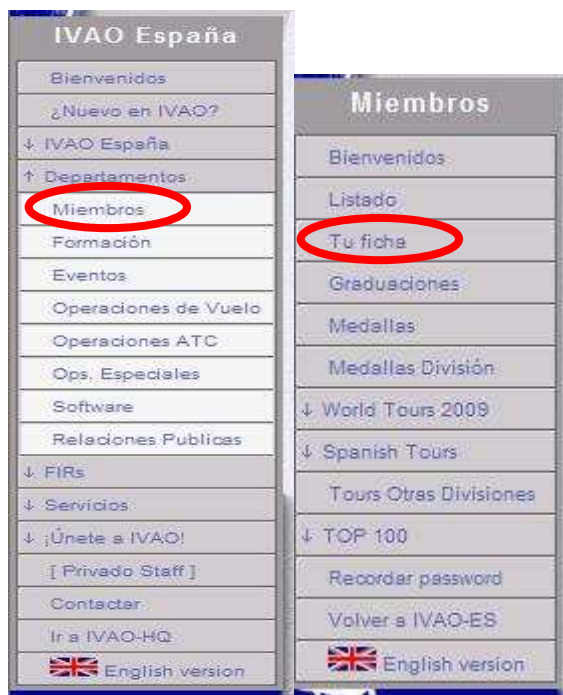 IVAO España
Bienvenidos
¿Nuevo en IVAO?
↓ IVAO España
↑ Departamentos
Miembros
Formación
Eventos
Operaciones de Vuelo
Operaciones ATC
Ops. Especiales
Software
Relaciones Publicas
↓ FIRs
↓ Servicios
↓ ¡Únete a IVAO!
[ Privado Staff ]
Contactar
Ir a IVAO-HQ
English version
Miembros
Bienvenidos
Listado
Tu ficha
Graduaciones
Medallas
Medallas División
↓ World Tours 2009
↓ Spanish Tours
Tours Otras Divisiones
↓ TOP 100
Recordar password
Volver a IVAO-ES
English version